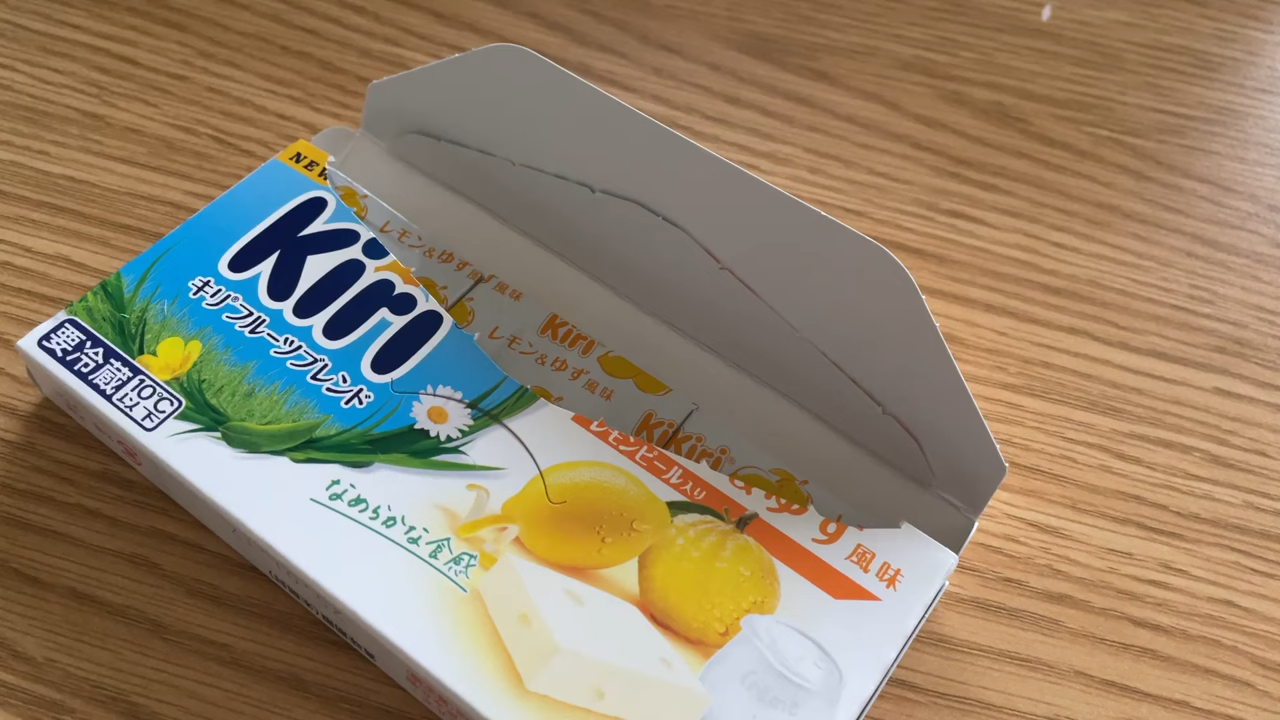 NEW
Kiri
キリ®フルーツブレンド
要冷蔵
10℃
以下
なめらかな食感
レモンピール入り
ゆず風味
レモン&ゆず風味
Kiri
レモン&ゆず風味
Kiri